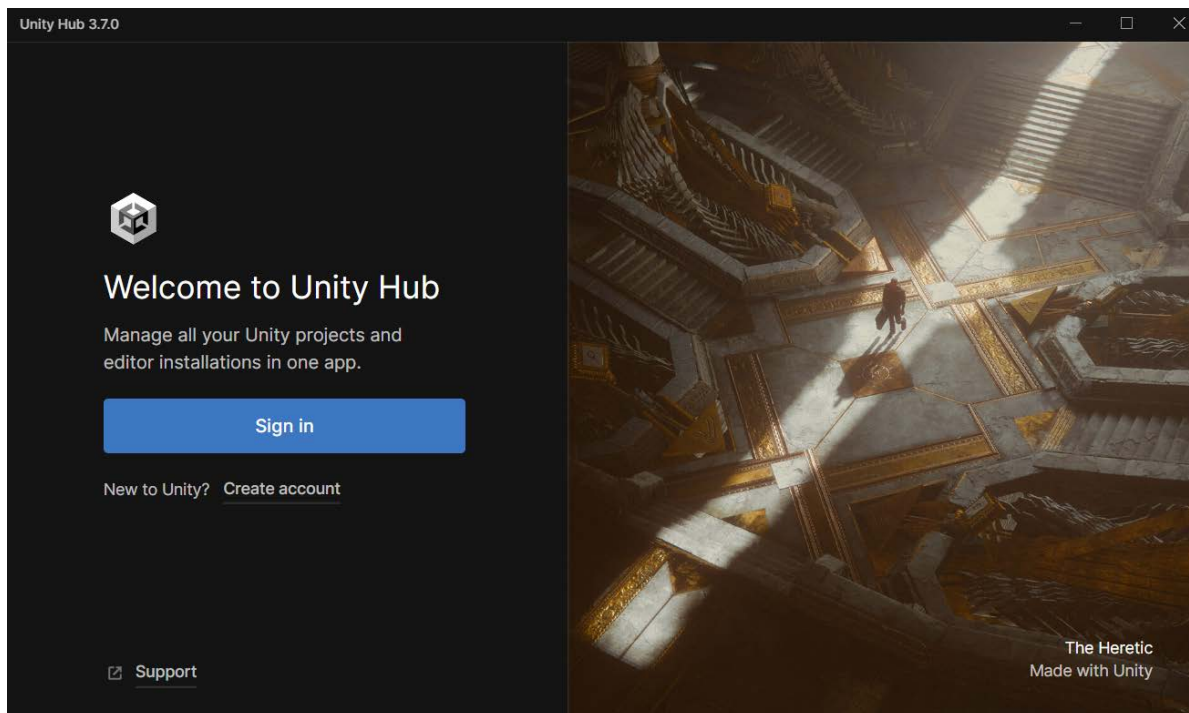 Unity Hub 3.7.0
Welcome to Unity Hub
Manage all your Unity projects and
editor installations in one app.
Sign in
New to Unity? Create account
Support
The Heretic
Made with Unity